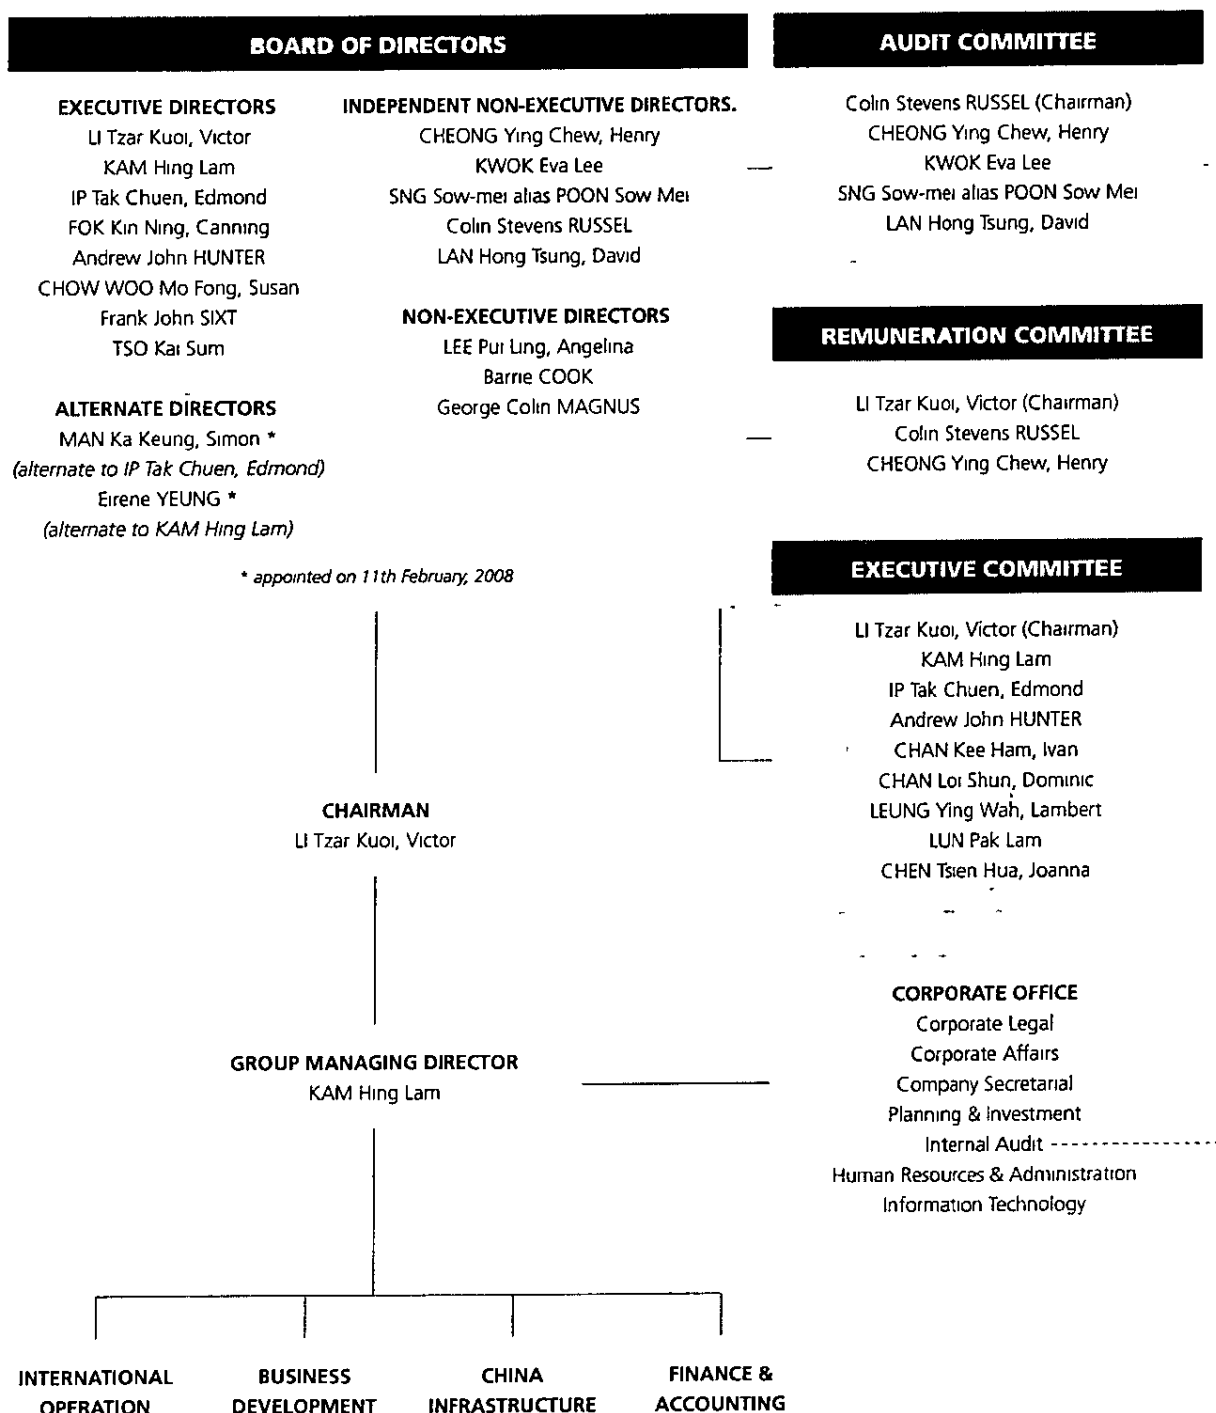 BOARD OF DIRECTORS
EXECUTIVE DIRECTORS
LI Tzar Kuoi, Victor
KAM Hing Lam
IP Tak Chuen, Edmond
FOK Kin Ning, Canning
Andrew John HUNTER
CHOW WOO Mo Fong, Susan
Frank John SIXT
TSO Kai Sum
ALTERNATE DIRECTORS
MAN Ka Keung, Simon *
(alternate to IP Tak Chuen, Edmond)
Eirene YEUNG *
(alternate to KAM Hing Lam)
INDEPENDENT NON-EXECUTIVE DIRECTORS.
CHEONG Ying Chew, Henry
KWOK Eva Lee
SNG Sow-mei alias POON Sow Mei
Colin Stevens RUSSEL
LAN Hong Tsung, David
NON-EXECUTIVE DIRECTORS
LEE Pui Ling, Angelina
Barrie COOK
George Colin MAGNUS
* appointed on 11th February, 2008
AUDIT COMMITTEE
Colin Stevens RUSSEL (Chairman)
CHEONG Ying Chew, Henry
KWOK Eva Lee
SNG Sow-mei alias POON Sow Mei
LAN Hong Tsung, David
REMUNERATION COMMITTEE
LI Tzar Kuoi, Victor (Chairman)
Colin Stevens RUSSEL
CHEONG Ying Chew, Henry
EXECUTIVE COMMITTEE
LI Tzar Kuoi, Victor (Chairman)
KAM Hing Lam
IP Tak Chuen, Edmond
Andrew John HUNTER
CHAN Kee Ham, Ivan
CHAN Loi Shun, Dominic
LEUNG Ying Wah, Lambert
LUN Pak Lam
CHEN Tsien Hua, Joanna
CHAIRMAN
LI Tzar Kuoi, Victor
GROUP MANAGING DIRECTOR
KAM Hing Lam
CORPORATE OFFICE
Corporate Legal
Corporate Affairs
Company Secretarial
Planning & Investment
Internal Audit
Human Resources & Administration
Information Technology
INTERNATIONAL
OPERATION
BUSINESS
DEVELOPMENT
CHINA
INFRASTRUCTURE
FINANCE &
ACCOUNTING